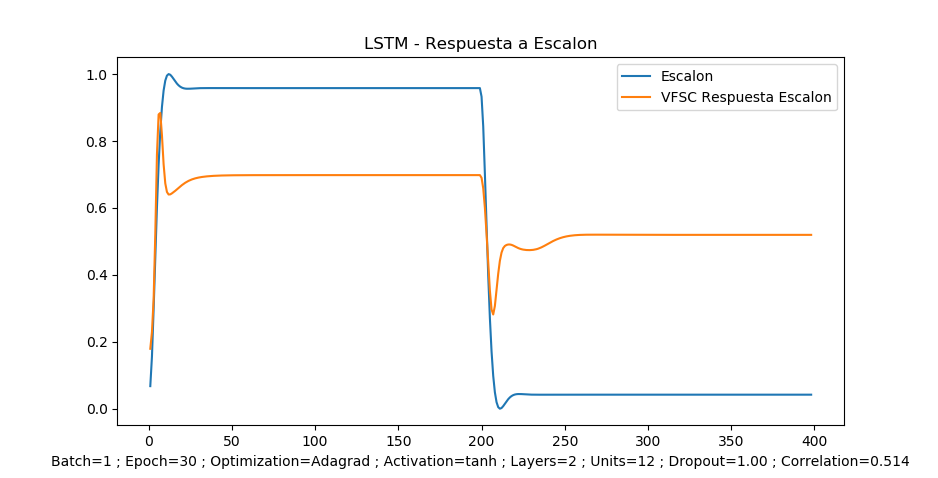 LSTM - Respuesta a Escalon
Escalon
VFSC Respuesta Escalon
1.0
0.8
0.6
0.4
0.2
0.0
0 50 100 150 200 250 300 350 400
Batch=1 ; Epoch=30 ; Optimization=Adagrad ; Activation=tanh ; Layers=2 ; Units=12 ; Dropout=1.00 ; Correlation=0.514